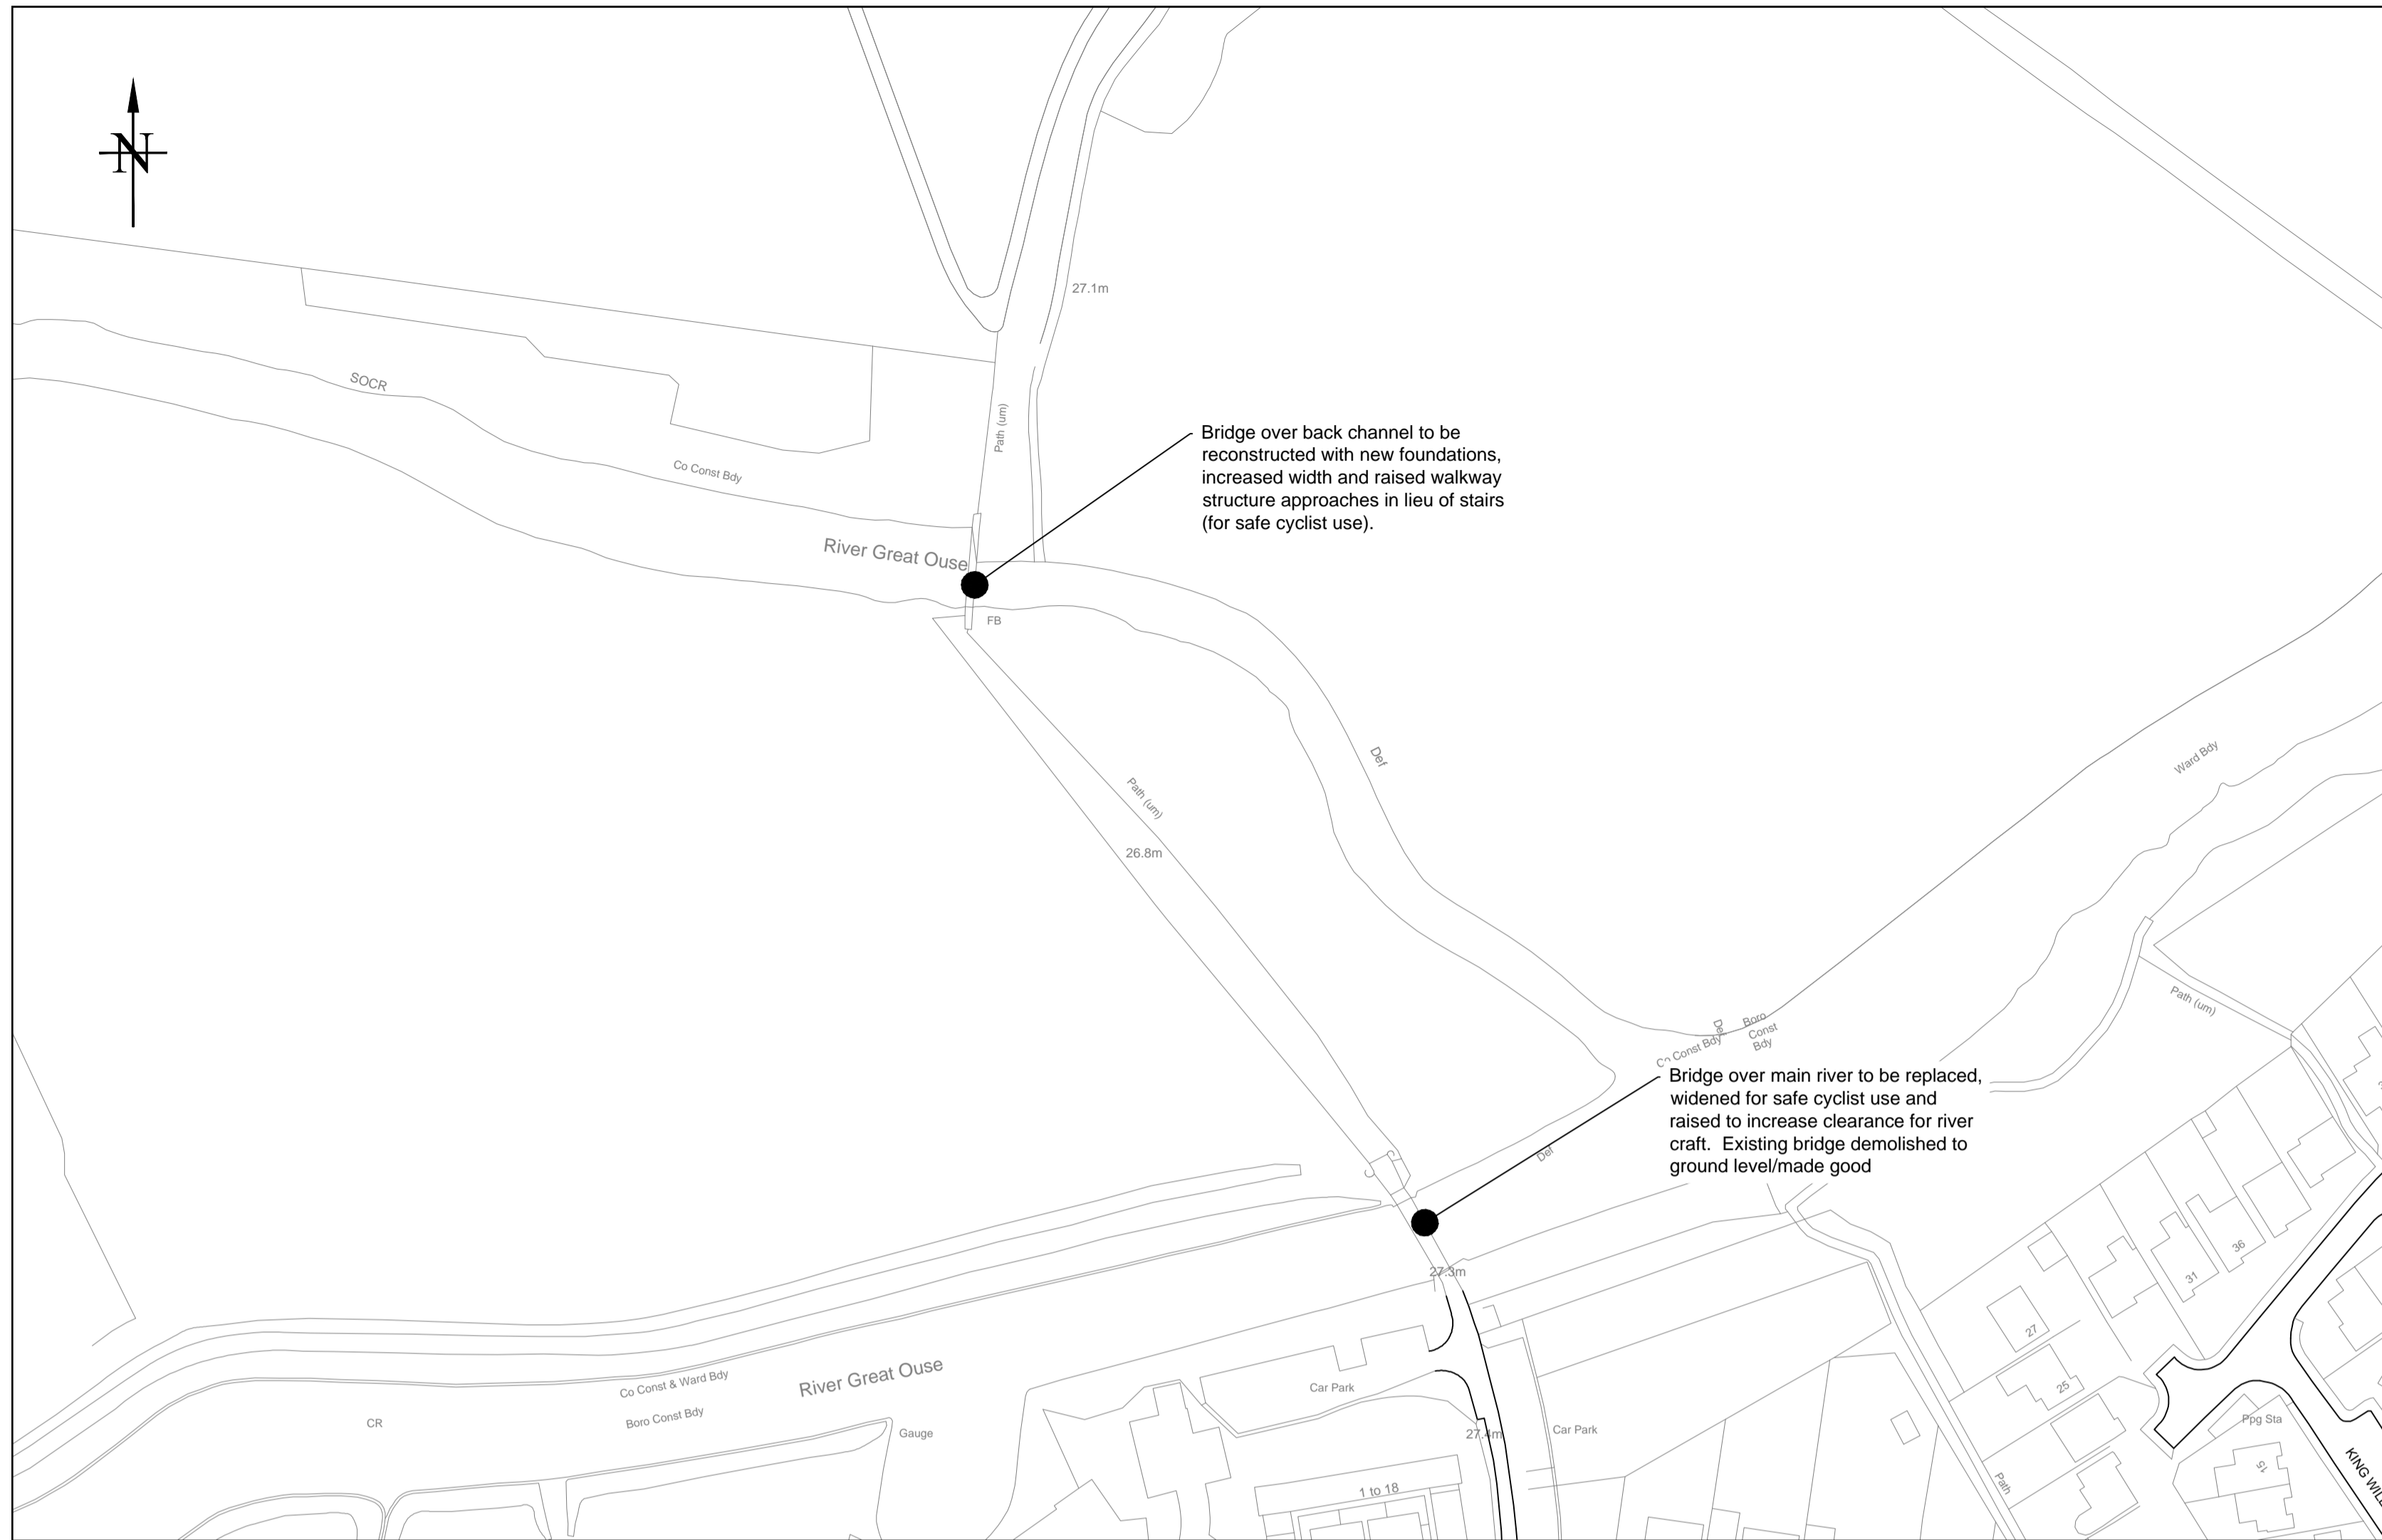 N
27.1m
SOCR
Path (um)
Bridge over back channel to be
reconstructed with new foundations,
increased width and raised walkway
structure approaches in lieu of stairs
(for safe cyclist use).
Co Const Bdy
River Great Ouse
FB
Def
Ward Bdy
Path (um)
26.8m
Path (um)
Def
Boro
Const
Bdy
Co Const Bdy
Bridge over main river to be replaced,
widened for safe cyclist use and
raised to increase clearance for river
craft. Existing bridge demolished to
ground level/made good
Def
27.3m
36
31
27
25
Co Const & Ward Bdy
River Great Ouse
Boro Const Bdy
CR
Gauge
Car Park
27.4m
Car Park
Ppg Sta
1 to 18
Path
15
KING